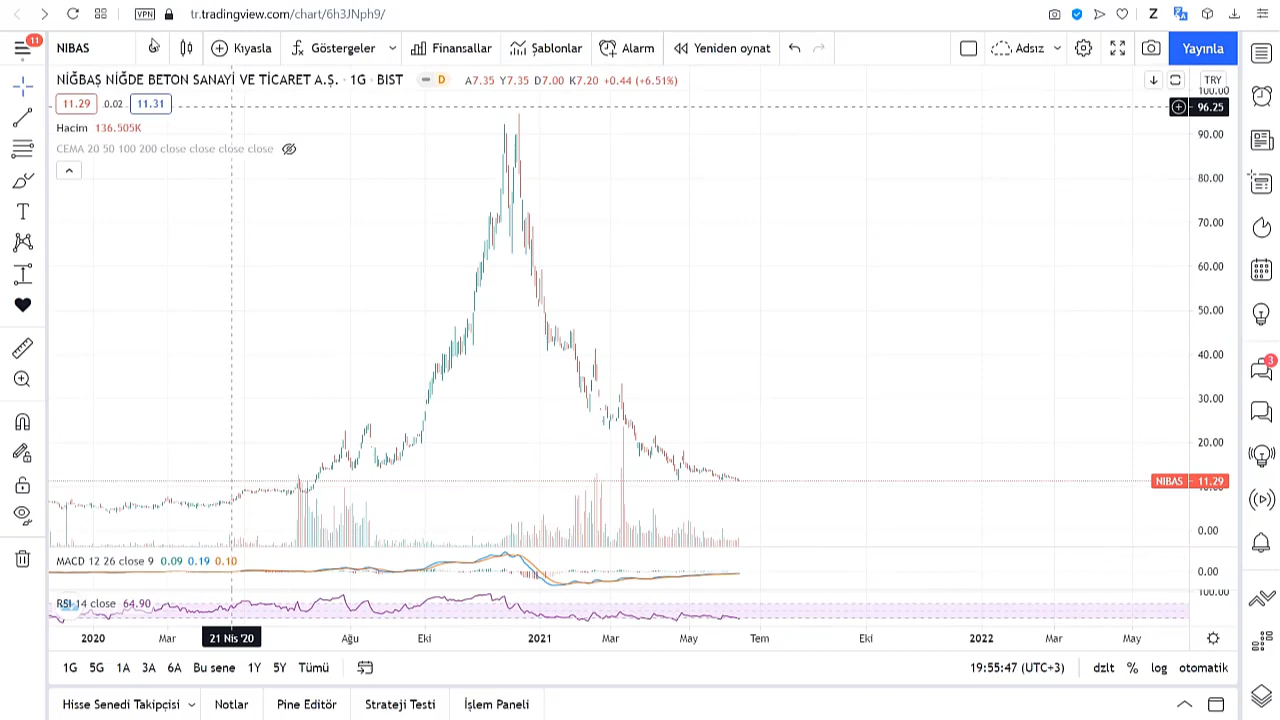 VPN tr.tradingview.com/chart/6h3JNph9/
11 NIBAS Kıyasla Göstergeler Finansallar Şablonlar Alarm Yeniden oynat Adsız Yayınla
NİĞBAŞ NİĞDE BETON SANAYİ VE TİCARET A.Ş. · 1G · BIST D A7.35 Y7.35 D7.00 K7.20 +0.44 (+6.51%) TRY
11.29 0.02 11.31
Hacim 136.505K
CEMA 20 50 100 200 close close close close
100.00
96.25
90.00
80.00
70.00
60.00
50.00
40.00
30.00
20.00
NIBAS 11.29
10.00
0.00
3
MACD 12 26 close 9 0.09 0.19 0.10
0.00
RSI 14 close 64.90
100.00
2020 Mar 21 Nis '20 Ağu Eki 2021 Mar May Tem Eki 2022 Mar May
1G 5G 1A 3A 6A Bu sene 1Y 5Y Tümü 19:55:47 (UTC+3) dzlt % log otomatik
Hisse Senedi Takipçisi Notlar Pine Editör Strateji Testi İşlem Paneli